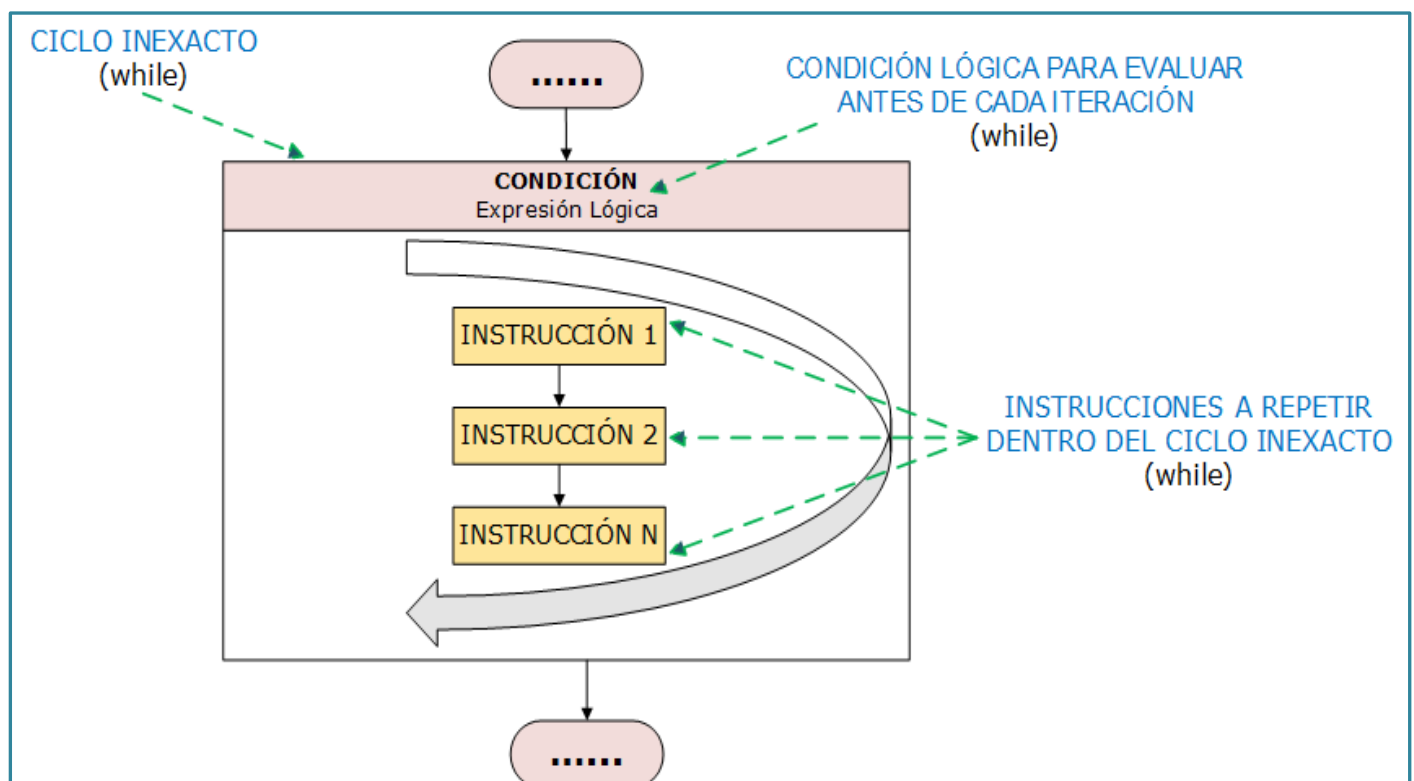 CICLO INEXACTO
(while)
......
CONDICIÓN LÓGICA PARA EVALUAR
ANTES DE CADA ITERACIÓN
(while)
CONDICIÓN
Expresión Lógica
INSTRUCCIÓN 1
INSTRUCCIÓN 2
INSTRUCCIÓN N
INSTRUCCIONES A REPETIR
DENTRO DEL CICLO INEXACTO
(while)
......